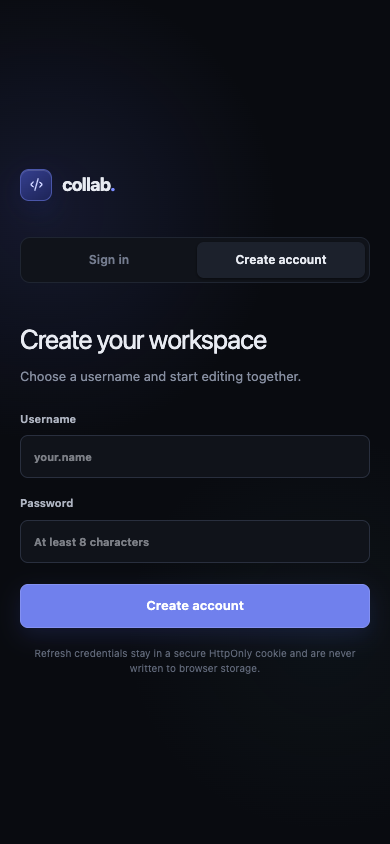 </>
collab.
Sign in
Create account
Create your workspace
Choose a username and start editing together.
Username
your.name
Password
At least 8 characters
Create account
Refresh credentials stay in a secure HttpOnly cookie and are never
written to browser storage.